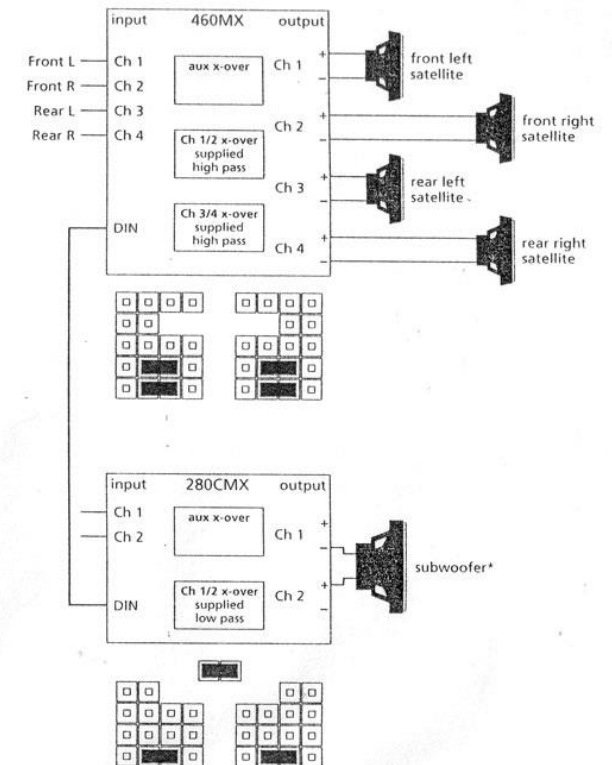 input 460MX output
Front L Ch 1
Front R Ch 2
Rear L Ch 3
Rear R Ch 4
DIN
aux x-over
Ch 1/2 x-over
supplied
high pass
Ch 3/4 x-over
supplied
high pass
Ch 1 + −
front left
satellite
Ch 2 + −
front right
satellite
Ch 3 + −
rear left
satellite
Ch 4 + −
rear right
satellite
input 280CMX output
Ch 1
Ch 2
DIN
aux x-over
Ch 1/2 x-over
supplied
low pass
Ch 1 + −
Ch 2 + −
subwoofer*